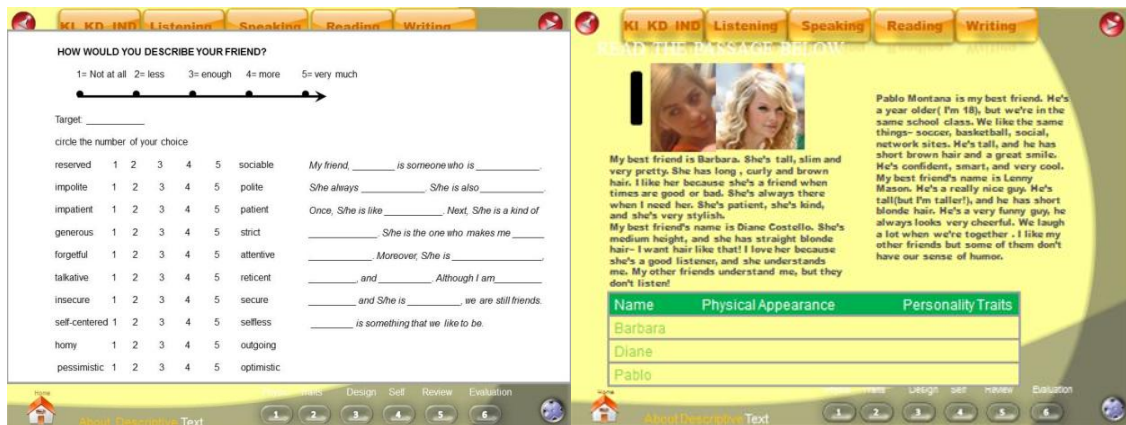 KI KD IND Listening Speaking Reading Writing
HOW WOULD YOU DESCRIBE YOUR FRIEND?
1= Not at all 2= less 3= enough 4= more 5= very much
Target: ____________
circle the number of your choice
reserved 1 2 3 4 5 sociable
impolite 1 2 3 4 5 polite
impatient 1 2 3 4 5 patient
generous 1 2 3 4 5 strict
forgetful 1 2 3 4 5 attentive
talkative 1 2 3 4 5 reticent
insecure 1 2 3 4 5 secure
self-centered 1 2 3 4 5 selfless
homy 1 2 3 4 5 outgoing
pessimistic 1 2 3 4 5 optimistic
My friend, ________ is someone who is ____________.
S/he always ____________. S/he is also ____________.
Once, S/he is like ___________. Next, S/he is a kind of
_____________. S/he is the one who makes me ______
____________. Moreover, S/he is _________________,
_________, and __________. Although I am_________
_________ and S/he is __________, we are still friends.
________ is something that we like to be.
Home
Design Self Review Evaluation
1 2 3 4 5 6
About Descriptive Text
KI KD IND Listening Speaking Reading Writing
READ THE PASSAGE BELOW
My best friend is Barbara. She's tall, slim and
very pretty. She has long , curly and brown
hair. I like her because she's a friend when
times are good or bad. She's always there
when I need her. She's patient, she's kind,
and she's very stylish.
My best friend's name is Diane Costello. She's
medium height, and she has straight blonde
hair– I want hair like that! I love her because
she's a good listener, and she understands
me. My other friends understand me, but they
don't listen!
Pablo Montana is my best friend. He's
a year older( I'm 18), but we're in the
same school class. We like the same
things– soccer, basketball, social,
network sites. He's tall, and he has
short brown hair and a great smile.
He's confident, smart, and very cool.
My best friend's name is Lenny
Mason. He's a really nice guy. He's
tall(but I'm taller!), and he has short
blonde hair. He's a very funny guy, he
always looks very cheerful. We laugh
a lot when we're together . I like my
other friends but some of them don't
have our sense of humor.
Name Physical Appearance Personality Traits
Barbara
Diane
Pablo
Home
Design Self Review Evaluation
1 2 3 4 5 6
About Descriptive Text